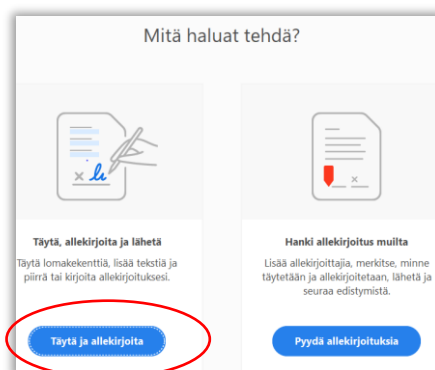 Mitä haluat tehdä?
Täytä, allekirjoita ja lähetä
Täytä lomakekenttiä, lisää tekstiä ja
piirrä tai kirjoita allekirjoituksesi.
Täytä ja allekirjoita
Hanki allekirjoitus muilta
Lisää allekirjoittajia, merkitse, minne
täytetään ja allekirjoitetaan, lähetä ja
seuraa edistymistä.
Pyydä allekirjoituksia